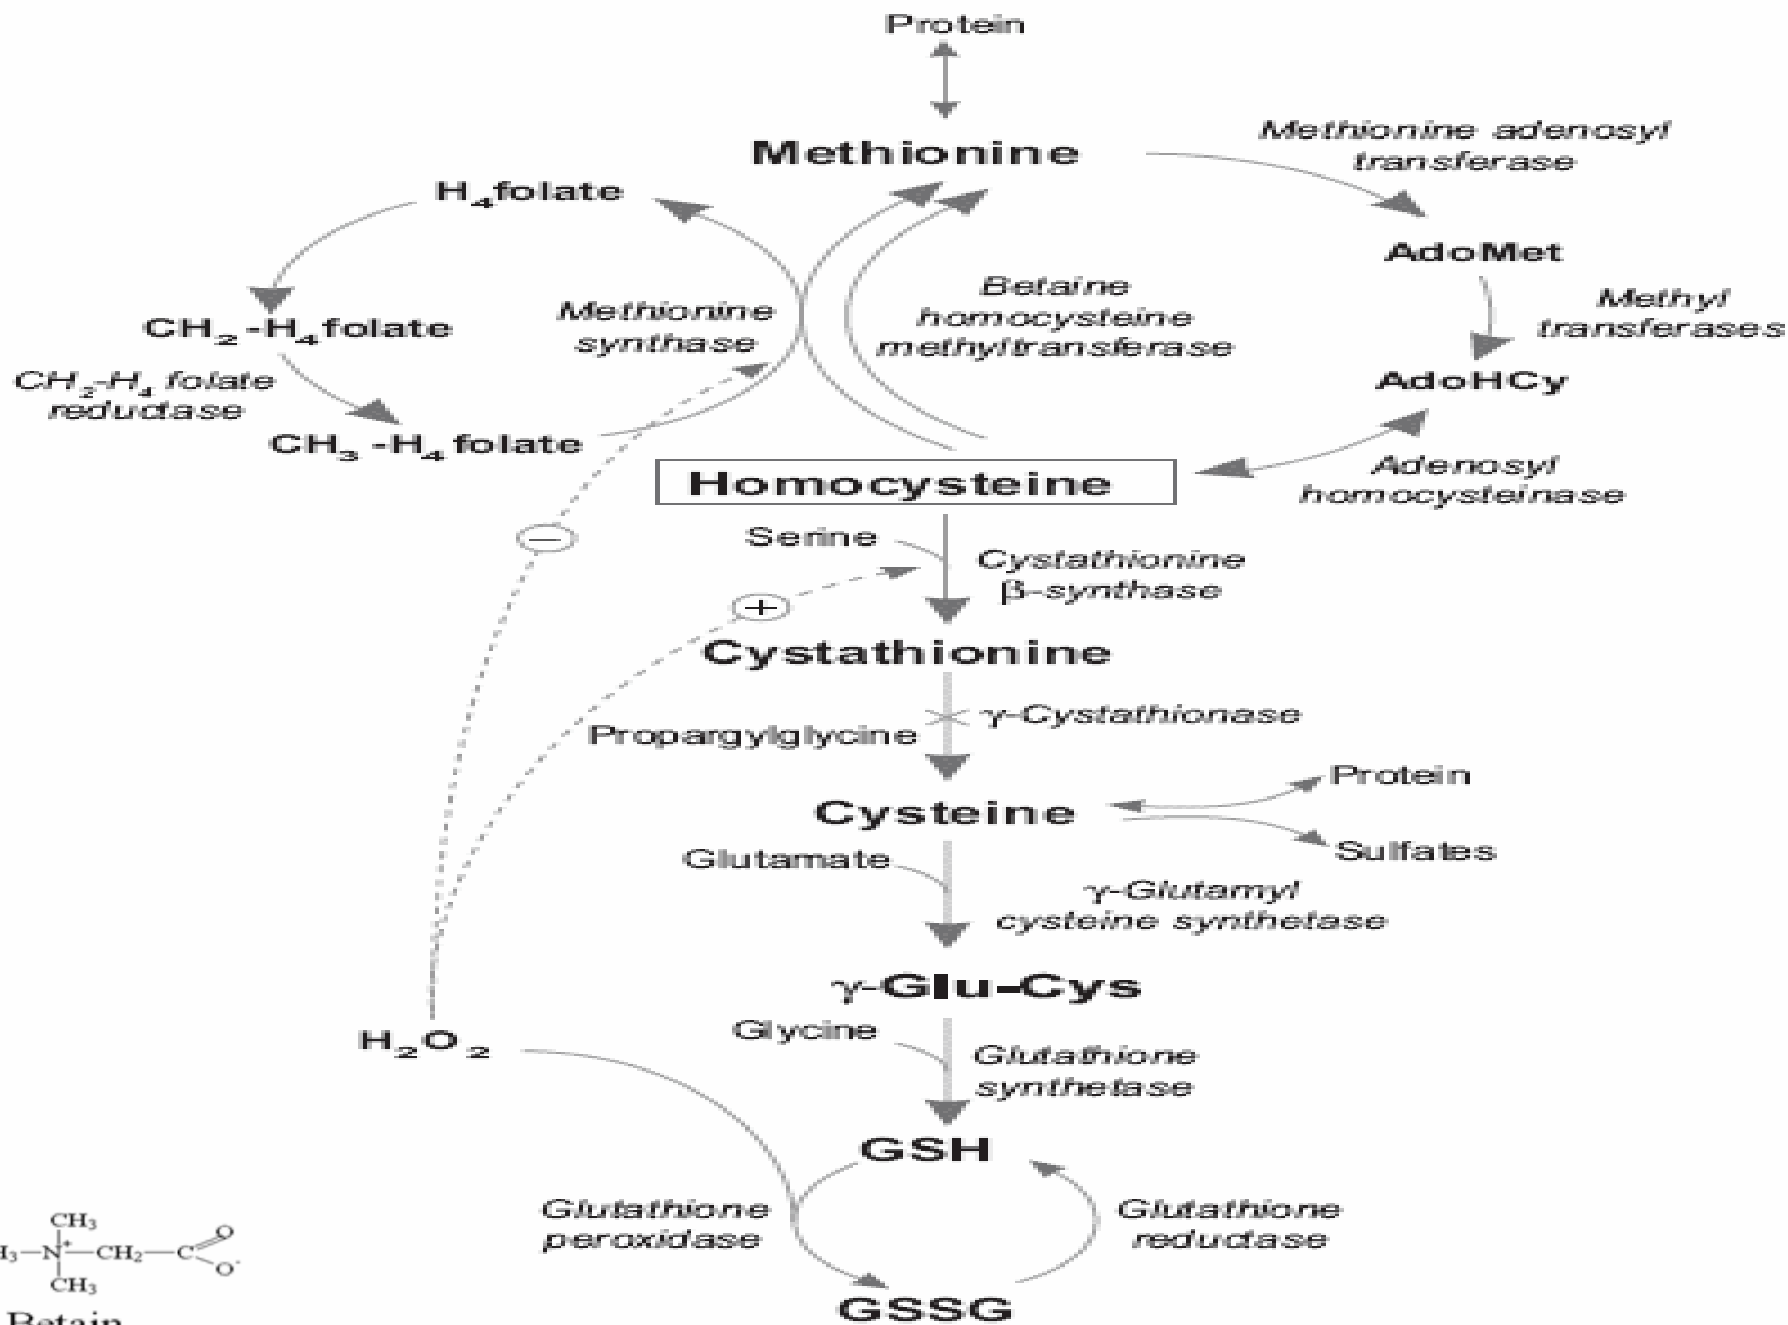 Protein
Methionine
Methionine adenosyl
transferase
H₄folate
AdoMet
Betaine
homocysteine
methyltransferase
Methyl
transferases
Methionine
synthase
CH₂-H₄folate
CH₂-H₄ folate
reductase
AdoHCy
CH₃-H₄folate
Adenosyl
homocysteinase
Homocysteine
Serine
−
Cystathionine
β-synthase
+
Cystathionine
γ-Cystathionase
Propargylglycine
Protein
Cysteine
Sulfates
Glutamate
γ-Glutamyl
cysteine synthetase
γ-Glu-Cys
Glycine
H₂O₂
Glutathione
synthetase
GSH
Glutathione
peroxidase
Glutathione
reductase
GSSG
CH₃
O
H₃—N⁺—CH₂—C
O⁻
CH₃
Betain